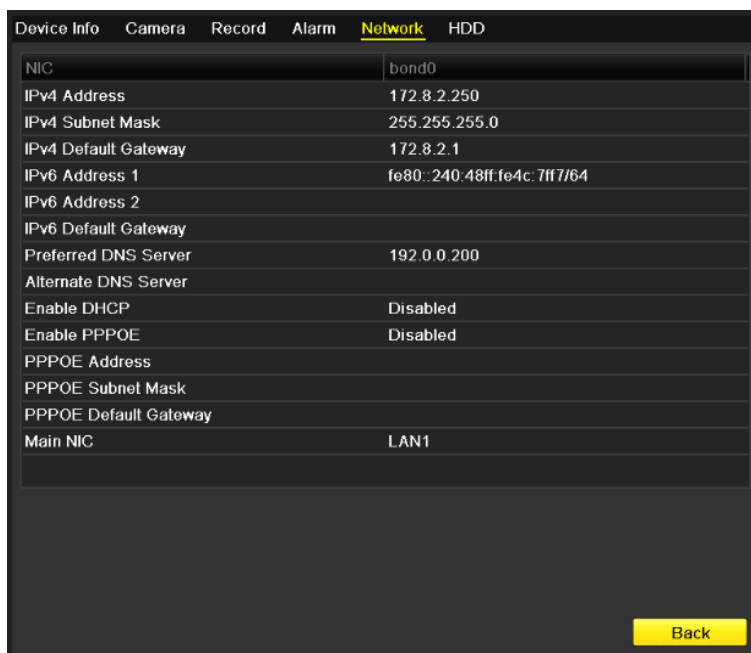 Device Info Camera Record Alarm Network HDD
NIC bond0
IPv4 Address 172.8.2.250
IPv4 Subnet Mask 255.255.255.0
IPv4 Default Gateway 172.8.2.1
IPv6 Address 1 fe80::240:48ff:fe4c:7ff7/64
IPv6 Address 2
IPv6 Default Gateway
Preferred DNS Server 192.0.0.200
Alternate DNS Server
Enable DHCP Disabled
Enable PPPOE Disabled
PPPOE Address
PPPOE Subnet Mask
PPPOE Default Gateway
Main NIC LAN1
Back